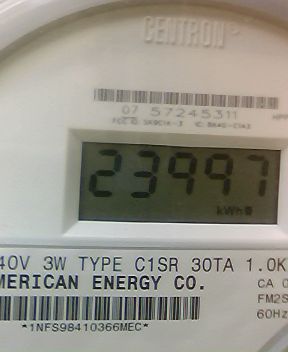 CENTRON
07 57245311
23997
kWh
40V 3W TYPE C1SR 30TA 1.0K
MERICAN ENERGY CO.
CA 0
FM2S
60Hz
*1NFS98410366MEC*